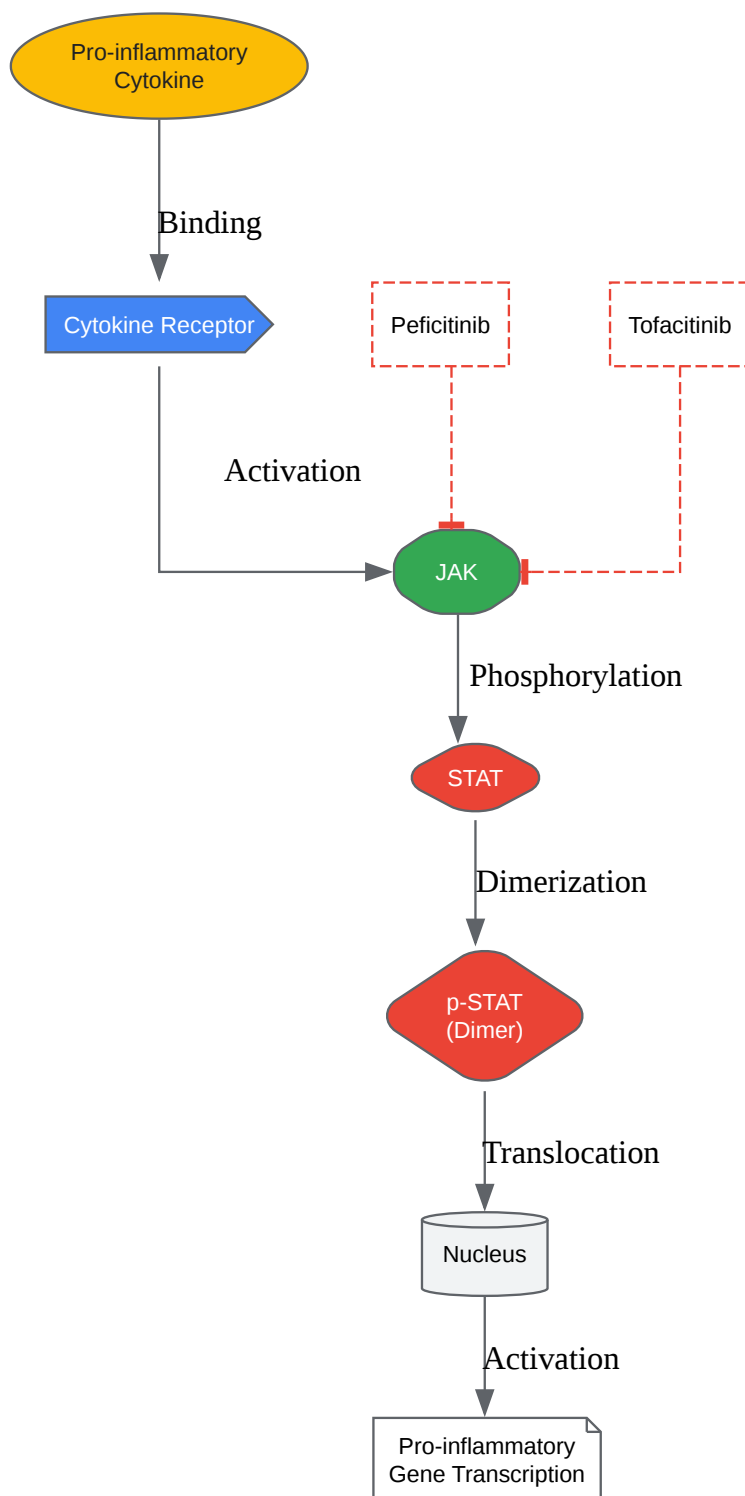 Pro-inflammatory
Cytokine
Binding
Cytokine Receptor
Peficitinib
Tofacitinib
Activation
JAK
Phosphorylation
STAT
Dimerization
p-STAT
(Dimer)
Translocation
Nucleus
Activation
Pro-inflammatory
Gene Transcription